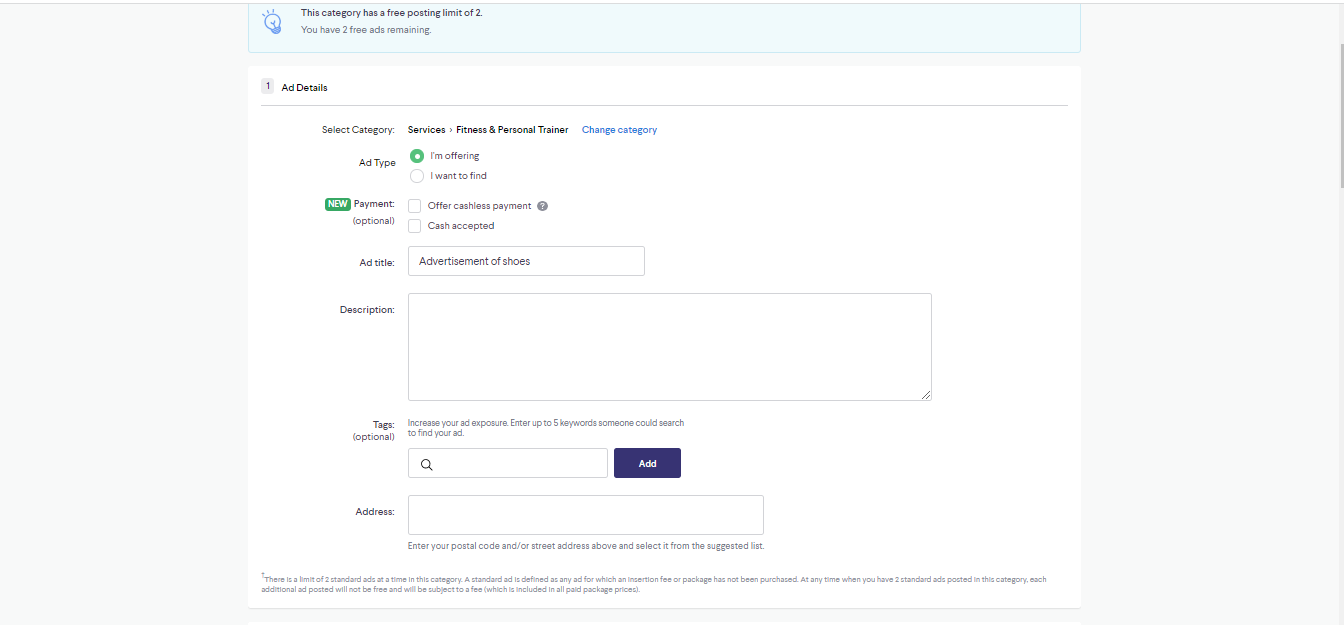 This category has a free posting limit of 2.
You have 2 free ads remaining.
1 Ad Details
Select Category: Services › Fitness & Personal Trainer Change category
Ad Type
I'm offering
I want to find
NEW Payment:
(optional)
Offer cashless payment ?
Cash accepted
Ad title: Advertisement of shoes
Description:
Tags:
(optional)
Increase your ad exposure. Enter up to 5 keywords someone could search
to find your ad.
Add
Address:
Enter your postal code and/or street address above and select it from the suggested list.
†There is a limit of 2 standard ads at a time in this category. A standard ad is defined as any ad for which an insertion fee or package has not been purchased. At any time when you have 2 standard ads posted in this category, each
additional ad posted will not be free and will be subject to a fee (which is included in all paid package prices).